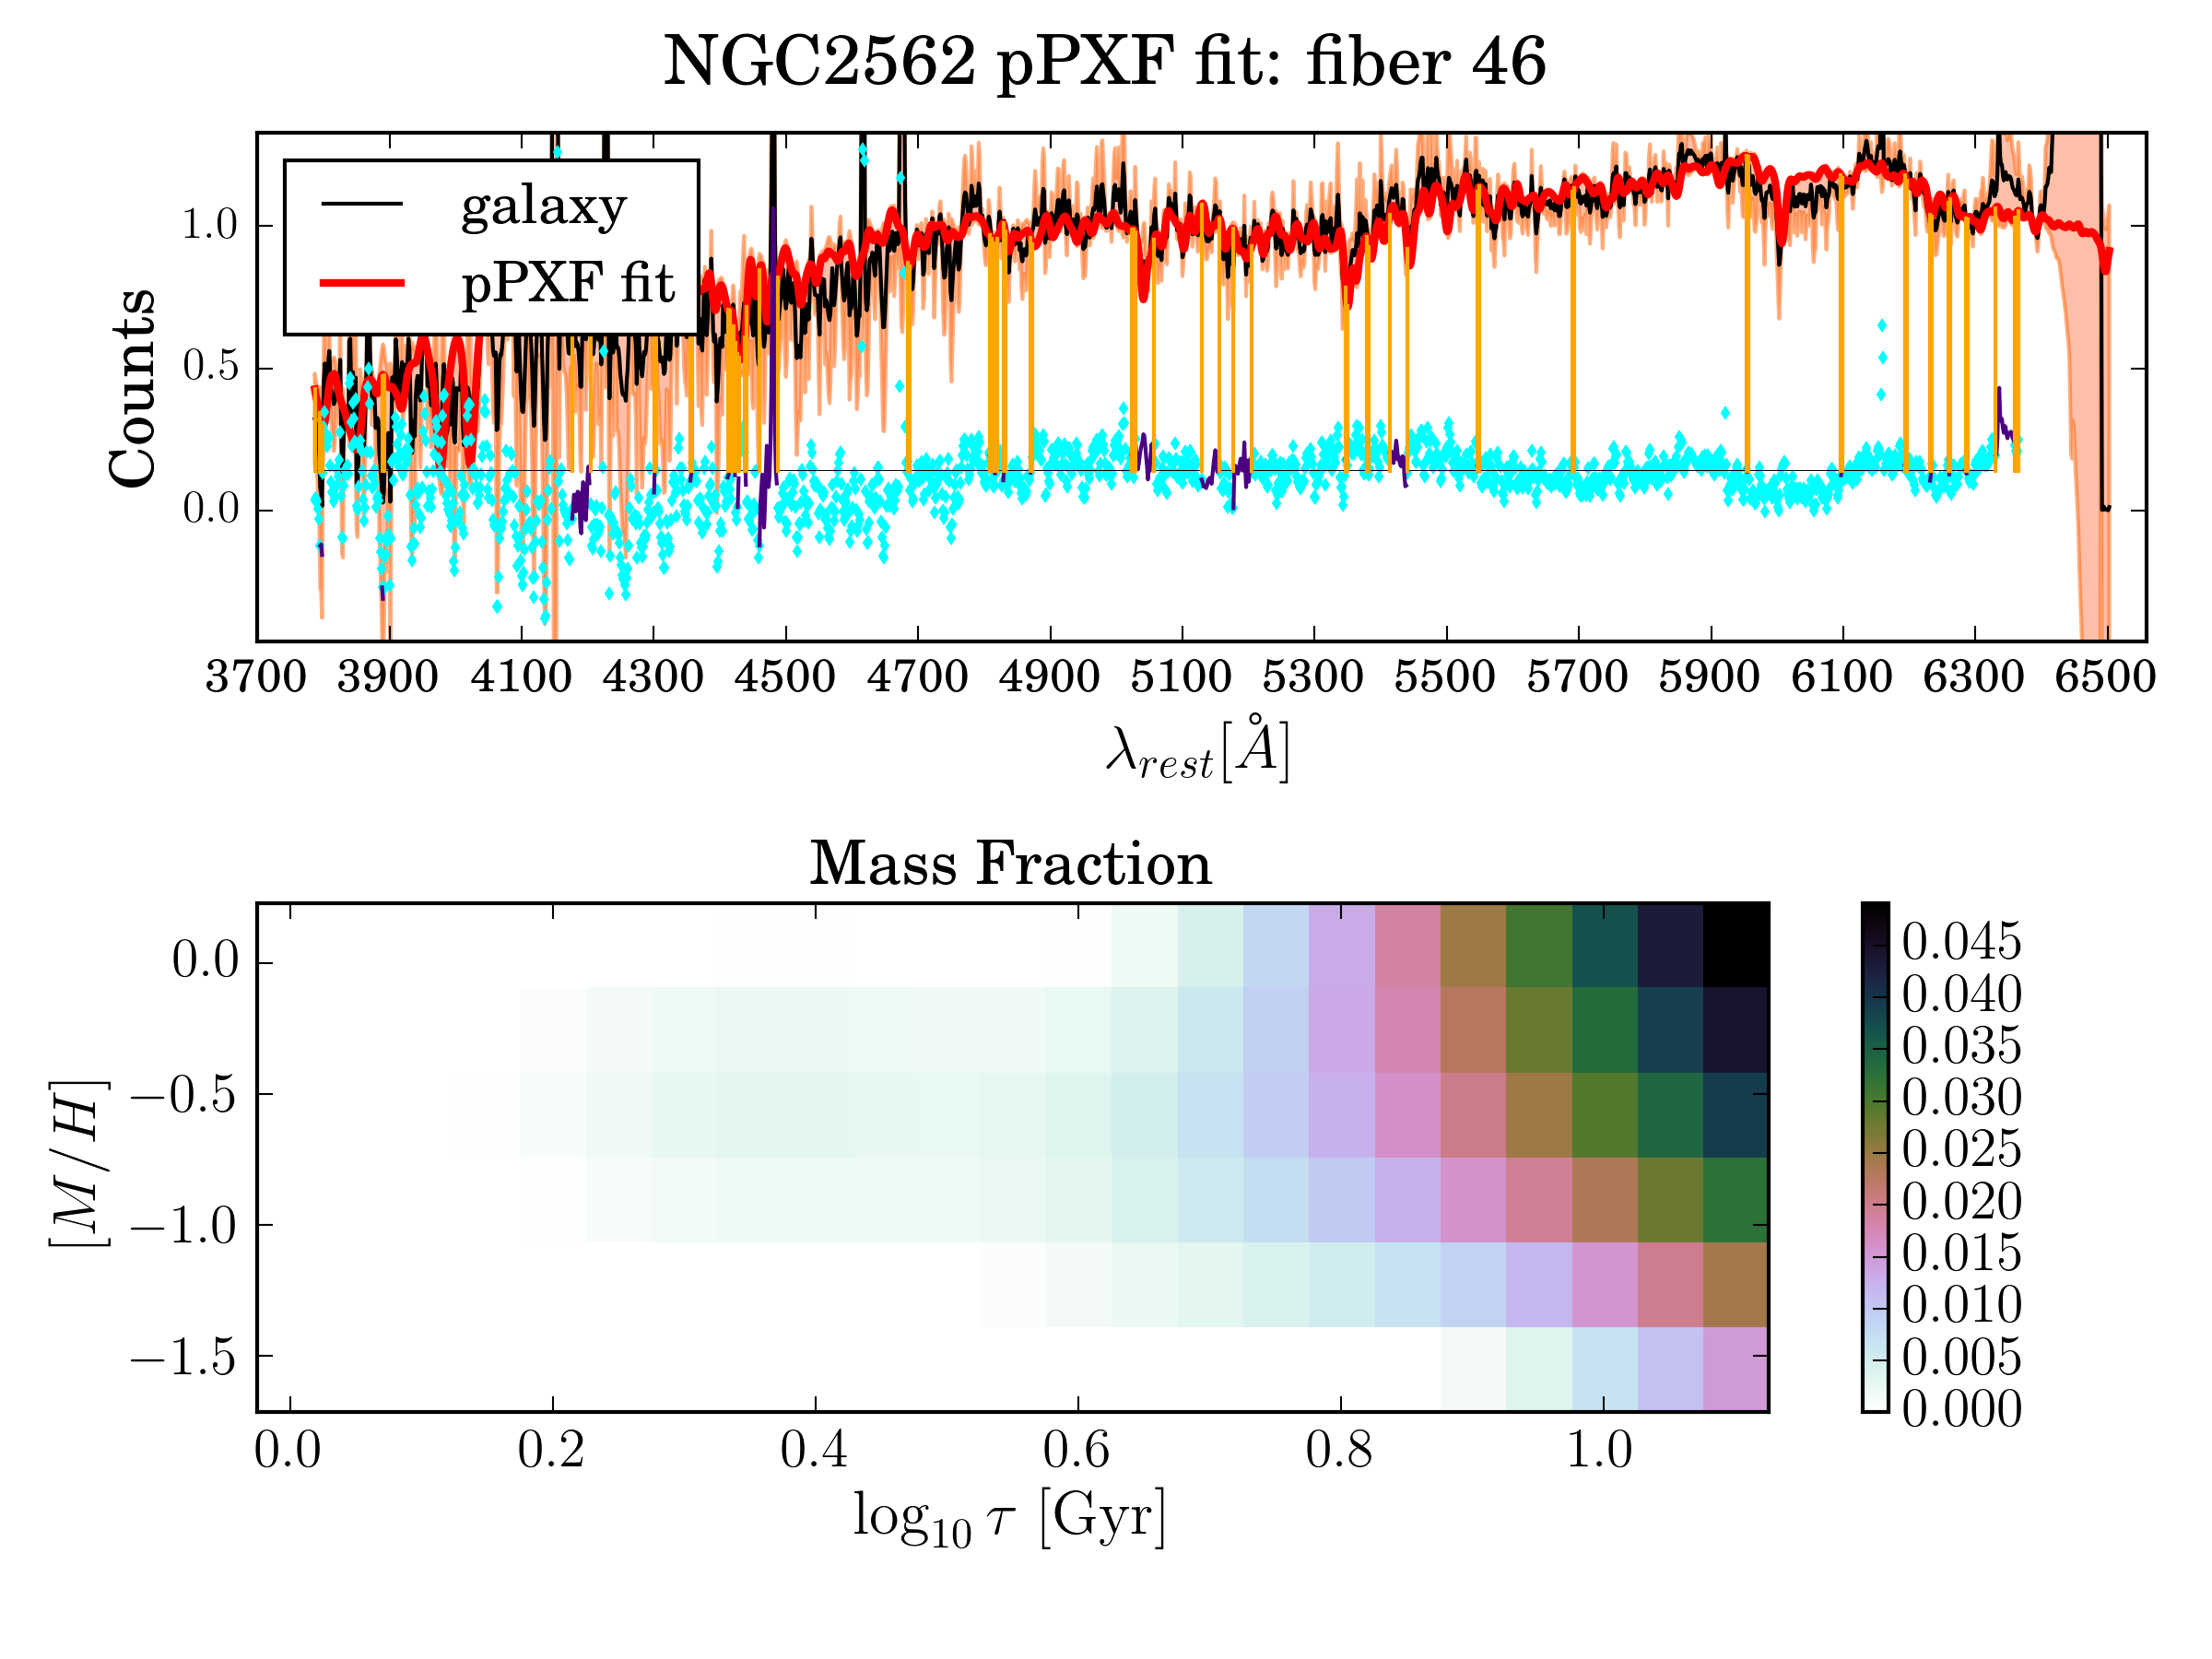 NGC2562 pPXF fit: fiber 46
galaxy
pPXF fit
Counts
1.0
0.5
0.0
3700 3900 4100 4300 4500 4700 4900 5100 5300 5500 5700 5900 6100 6300 6500
λ_rest[Å]
Mass Fraction
[M/H]
0.0
−0.5
−1.0
−1.5
0.0 0.2 0.4 0.6 0.8 1.0
log₁₀ τ [Gyr]
0.045
0.040
0.035
0.030
0.025
0.020
0.015
0.010
0.005
0.000